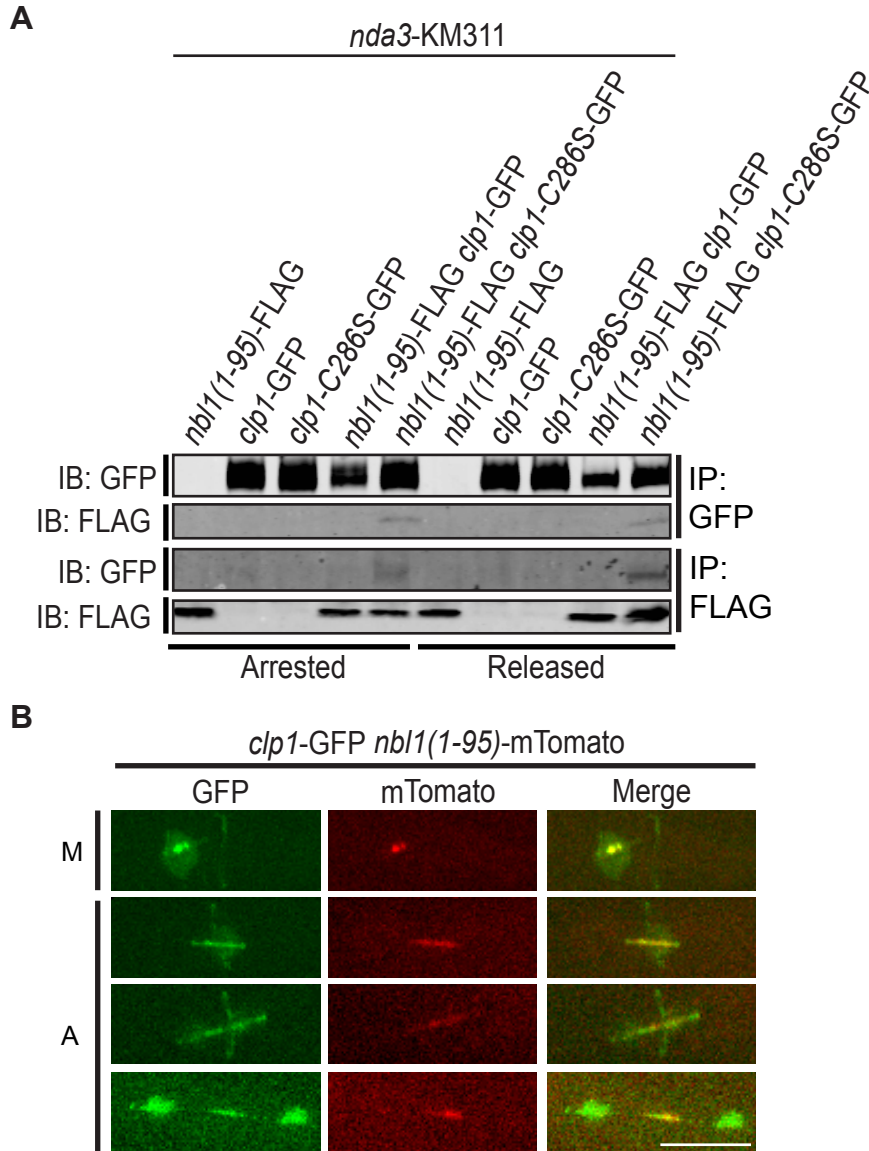 A
nda3-KM311
nbl1(1-95)-FLAG
clp1-GFP
clp1-C286S-GFP
nbl1(1-95)-FLAG clp1-GFP
nbl1(1-95)-FLAG clp1-C286S-GFP
nbl1(1-95)-FLAG
clp1-GFP
clp1-C286S-GFP
nbl1(1-95)-FLAG clp1-GFP
nbl1(1-95)-FLAG clp1-C286S-GFP
IB: GFP
IB: FLAG
IP:
GFP
IB: GFP
IB: FLAG
IP:
FLAG
Arrested Released
B
clp1-GFP nbl1(1-95)-mTomato
GFP mTomato Merge
M
A